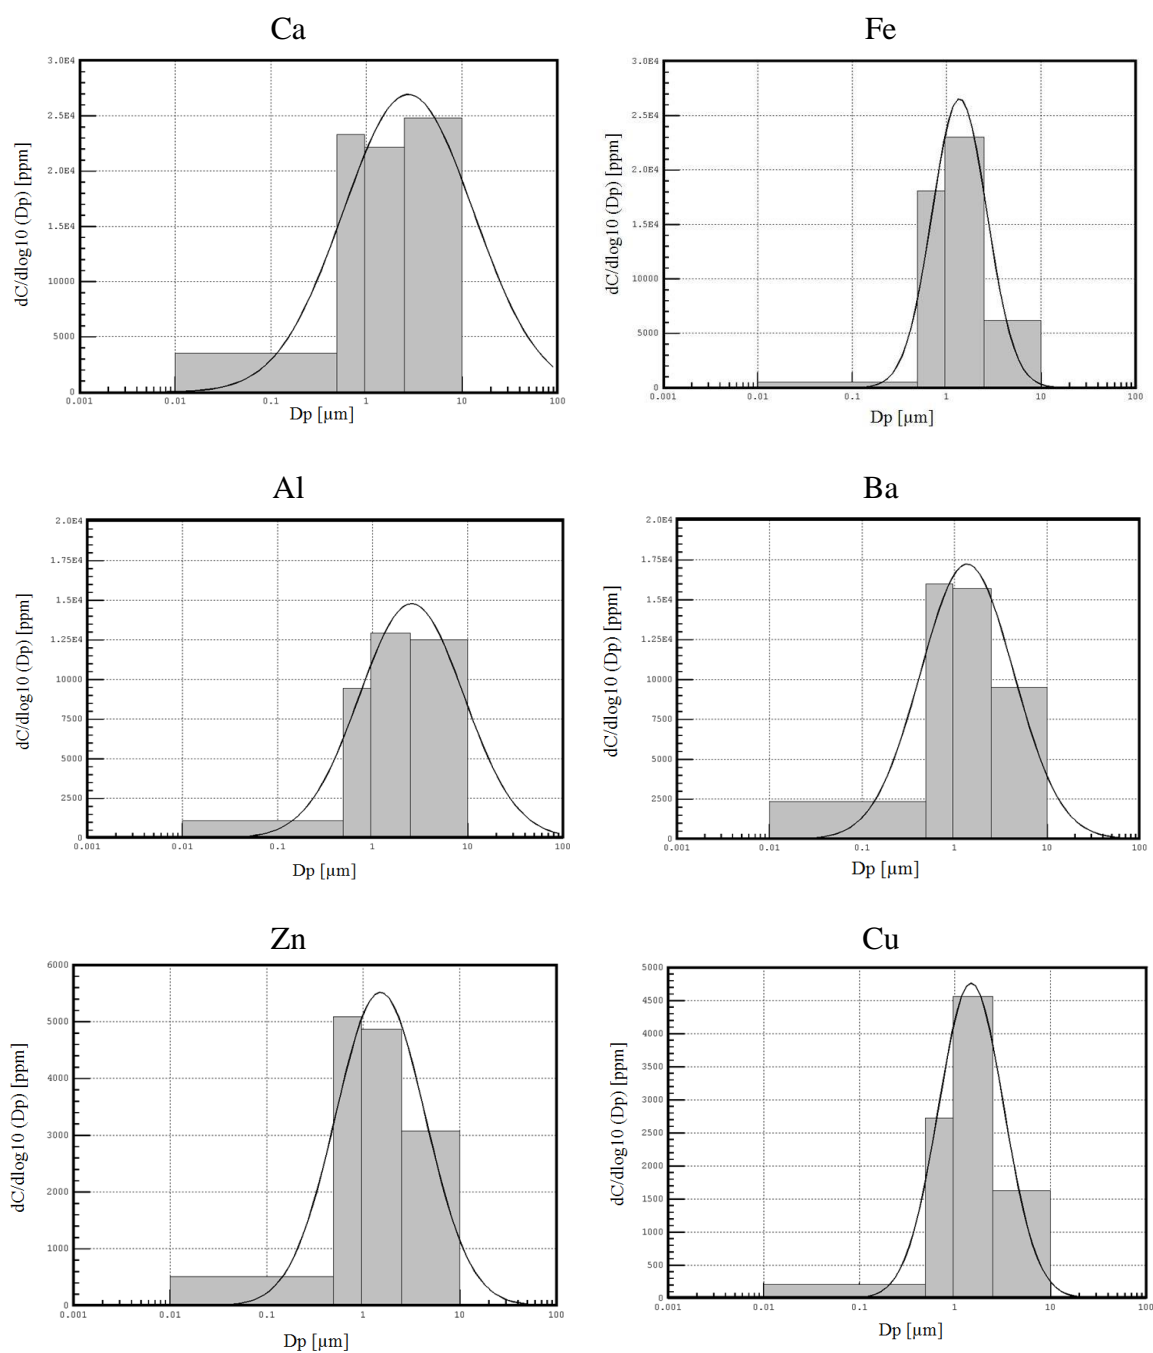 Ca
dC/dlog10 (Dp) [ppm]
3.0E4
2.5E4
2.0E4
1.5E4
10000
5000
0
0.001 0.01 0.1 1 10 100
Dp [µm]
Fe
dC/dlog10 (Dp) [ppm]
3.0E4
2.5E4
2.0E4
1.5E4
10000
5000
0
0.001 0.01 0.1 1 10 100
Dp [µm]
Al
dC/dlog10 (Dp) [ppm]
2.0E4
1.75E4
1.5E4
1.25E4
10000
7500
5000
2500
0
0.001 0.01 0.1 1 10 100
Dp [µm]
Ba
dC/dlog10 (Dp) [ppm]
2.0E4
1.75E4
1.5E4
1.25E4
10000
7500
5000
2500
0
0.001 0.01 0.1 1 10 100
Dp [µm]
Zn
dC/dlog10 (Dp) [ppm]
6000
5000
4000
3000
2000
1000
0
0.001 0.01 0.1 1 10 100
Dp [µm]
Cu
dC/dlog10 (Dp) [ppm]
5000
4500
4000
3500
3000
2500
2000
1500
1000
500
0
0.001 0.01 0.1 1 10 100
Dp [µm]